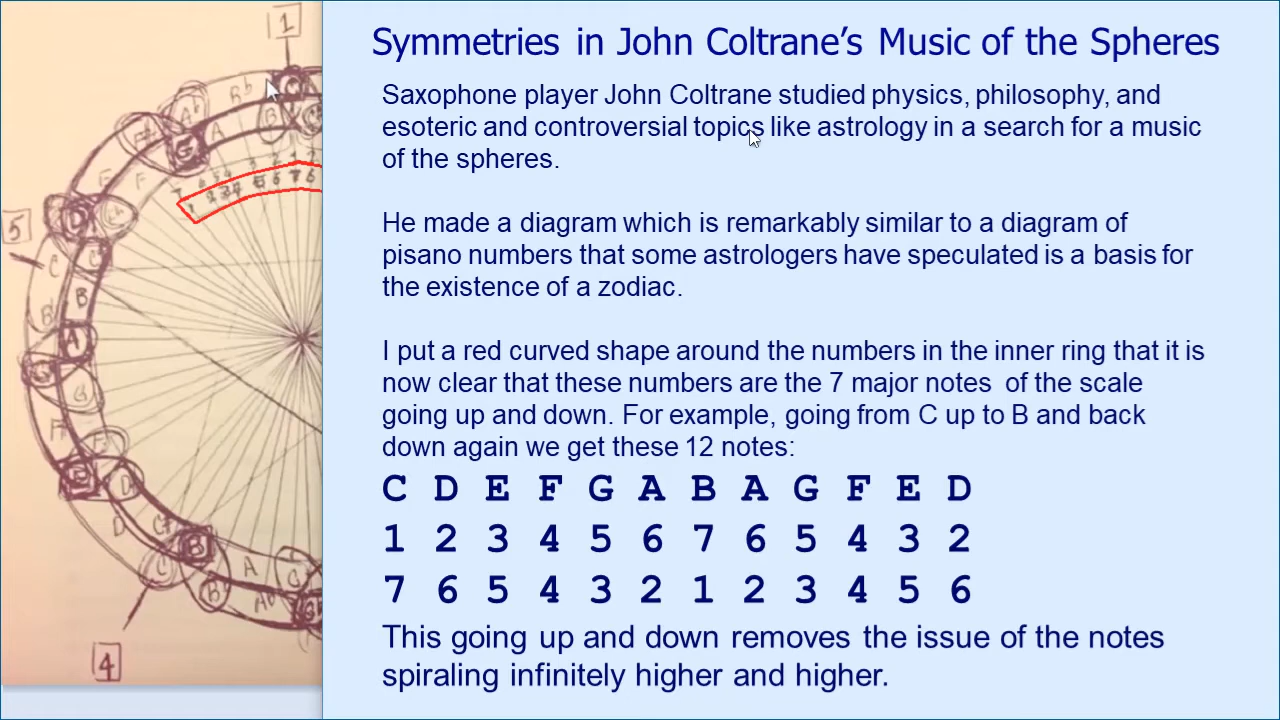 Symmetries in John Coltrane’s Music of the Spheres
Saxophone player John Coltrane studied physics, philosophy, and
esoteric and controversial topics like astrology in a search for a music
of the spheres.
He made a diagram which is remarkably similar to a diagram of
pisano numbers that some astrologers have speculated is a basis for
the existence of a zodiac.
I put a red curved shape around the numbers in the inner ring that it is
now clear that these numbers are the 7 major notes of the scale
going up and down. For example, going from C up to B and back
down again we get these 12 notes:
C D E F G A B A G F E D
1 2 3 4 5 6 7 6 5 4 3 2
7 6 5 4 3 2 1 2 3 4 5 6
This going up and down removes the issue of the notes
spiraling infinitely higher and higher.
1
5
4